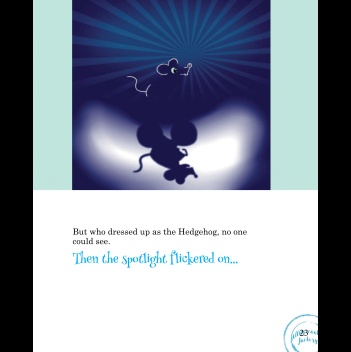 But who dressed up as the Hedgehog, no one
could see.
Then the spotlight flickered on...
23